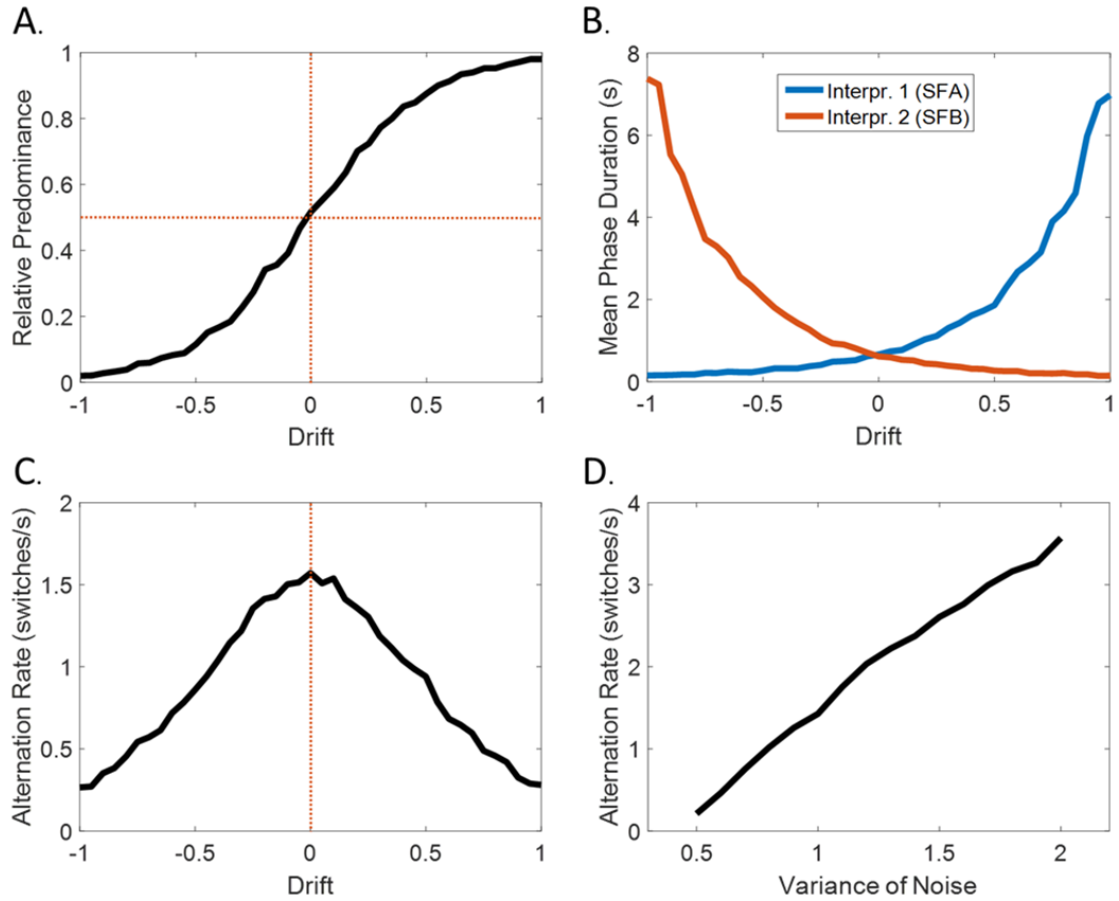 A.
Relative Predominance
1
0.8
0.6
0.4
0.2
0
-1
-0.5
0
0.5
1
Drift
B.
Mean Phase Duration (s)
8
6
4
2
0
Interpr. 1 (SFA)
Interpr. 2 (SFB)
-1
-0.5
0
0.5
1
Drift
C.
Alternation Rate (switches/s)
2
1.5
1
0.5
0
-1
-0.5
0
0.5
1
Drift
D.
Alternation Rate (switches/s)
4
3
2
1
0
0.5
1
1.5
2
Variance of Noise